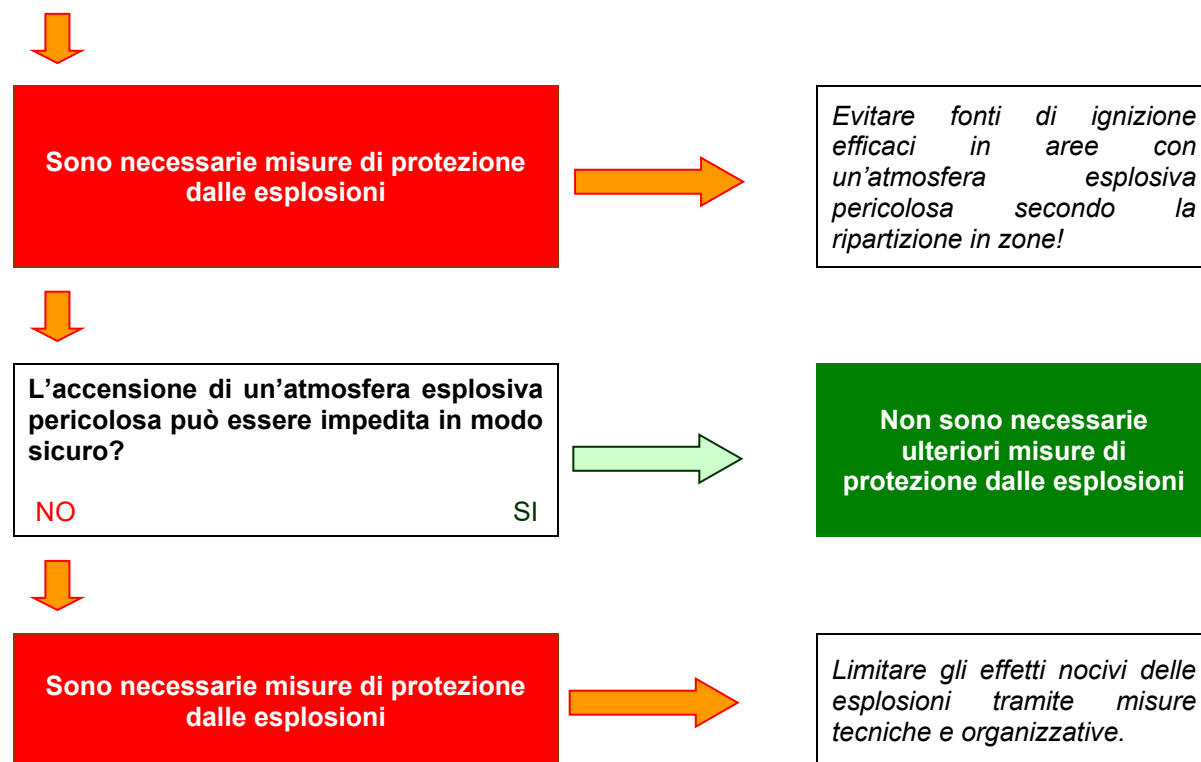 Sono necessarie misure di protezione
dalle esplosioni
Evitare fonti di ignizione
efficaci in aree con
un'atmosfera esplosiva
pericolosa secondo la
ripartizione in zone!
L’accensione di un’atmosfera esplosiva
pericolosa può essere impedita in modo
sicuro?
NO SI
Non sono necessarie
ulteriori misure di
protezione dalle esplosioni
Sono necessarie misure di protezione
dalle esplosioni
Limitare gli effetti nocivi delle
esplosioni tramite misure
tecniche e organizzative.